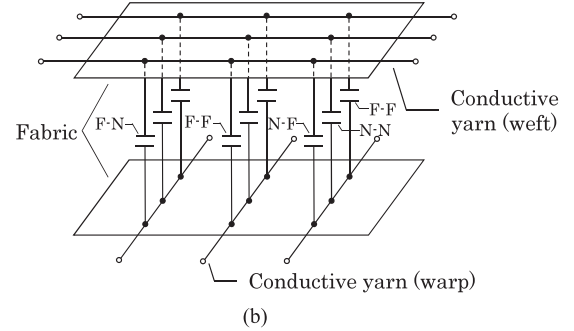 F-F
Conductive
yarn (weft)
Fabric
F-N
F-F
N-F
N-N
Conductive yarn (warp)
(b)